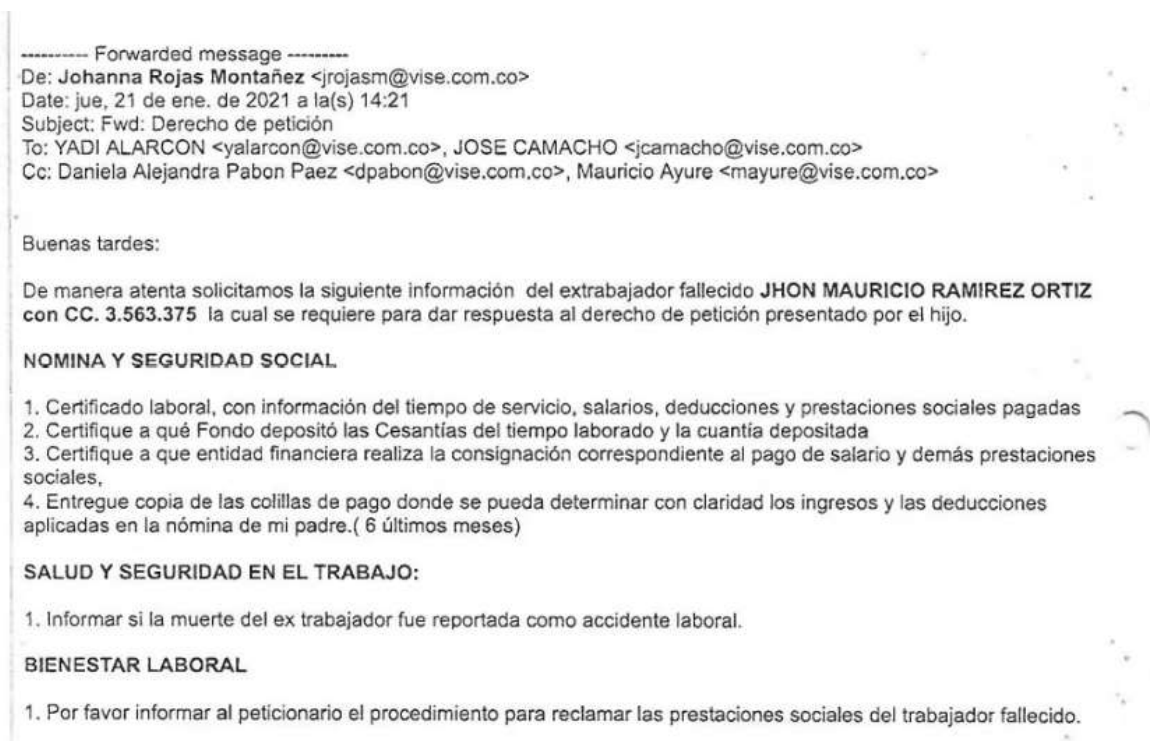 ---------- Forwarded message ---------
De: Johanna Rojas Montañez <jrojasm@vise.com.co>
Date: jue, 21 de ene. de 2021 a la(s) 14:21
Subject: Fwd: Derecho de petición
To: YADI ALARCON <yalarcon@vise.com.co>, JOSE CAMACHO <jcamacho@vise.com.co>
Cc: Daniela Alejandra Pabon Paez <dpabon@vise.com.co>, Mauricio Ayure <mayure@vise.com.co>
Buenas tardes:
De manera atenta solicitamos la siguiente información del extrabajador fallecido JHON MAURICIO RAMIREZ ORTIZ
con CC. 3.563.375 la cual se requiere para dar respuesta al derecho de petición presentado por el hijo.
NOMINA Y SEGURIDAD SOCIAL
1. Certificado laboral, con información del tiempo de servicio, salarios, deducciones y prestaciones sociales pagadas
2. Certifique a qué Fondo depositó las Cesantías del tiempo laborado y la cuantía depositada
3. Certifique a que entidad financiera realiza la consignación correspondiente al pago de salario y demás prestaciones
sociales,
4. Entregue copia de las colillas de pago donde se pueda determinar con claridad los ingresos y las deducciones
aplicadas en la nómina de mi padre.( 6 últimos meses)
SALUD Y SEGURIDAD EN EL TRABAJO:
1. Informar si la muerte del ex trabajador fue reportada como accidente laboral.
BIENESTAR LABORAL
1. Por favor informar al peticionario el procedimiento para reclamar las prestaciones sociales del trabajador fallecido.